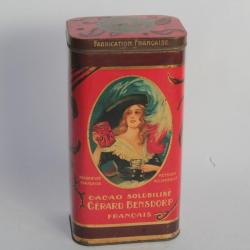 FABRICATION FRANÇAISE
CACAO SOLUBILISÉ
GÉRARD BENSDORP
FRANÇAIS